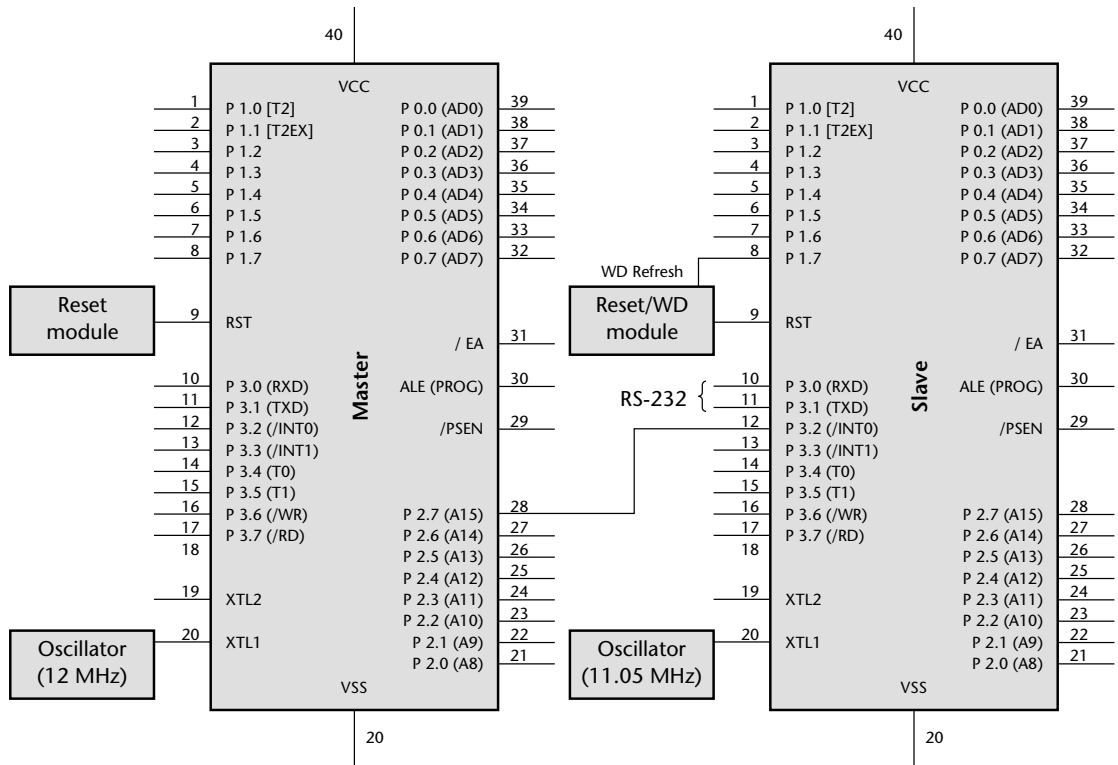 40
VCC
1 P 1.0 [T2] P 0.0 (AD0) 39
2 P 1.1 [T2EX] P 0.1 (AD1) 38
3 P 1.2 P 0.2 (AD2) 37
4 P 1.3 P 0.3 (AD3) 36
5 P 1.4 P 0.4 (AD4) 35
6 P 1.5 P 0.5 (AD5) 34
7 P 1.6 P 0.6 (AD6) 33
8 P 1.7 P 0.7 (AD7) 32
Reset
module
9 RST
/ EA 31
Master
10 P 3.0 (RXD) ALE (PROG) 30
11 P 3.1 (TXD)
12 P 3.2 (/INT0) /PSEN 29
13 P 3.3 (/INT1)
14 P 3.4 (T0)
15 P 3.5 (T1)
16 P 3.6 (/WR) P 2.7 (A15) 28
17 P 3.7 (/RD) P 2.6 (A14) 27
18 P 2.5 (A13) 26
P 2.4 (A12) 25
19 XTL2 P 2.3 (A11) 24
P 2.2 (A10) 23
20 XTL1 P 2.1 (A9) 22
P 2.0 (A8) 21
Oscillator
(12 MHz)
VSS
20
40
VCC
1 P 1.0 [T2] P 0.0 (AD0) 39
2 P 1.1 [T2EX] P 0.1 (AD1) 38
3 P 1.2 P 0.2 (AD2) 37
4 P 1.3 P 0.3 (AD3) 36
5 P 1.4 P 0.4 (AD4) 35
6 P 1.5 P 0.5 (AD5) 34
7 P 1.6 P 0.6 (AD6) 33
8 P 1.7 P 0.7 (AD7) 32
WD Refresh
Reset/WD
module
9 RST
/ EA 31
Slave
RS-232
10 P 3.0 (RXD) ALE (PROG) 30
11 P 3.1 (TXD)
12 P 3.2 (/INT0) /PSEN 29
13 P 3.3 (/INT1)
14 P 3.4 (T0)
15 P 3.5 (T1)
16 P 3.6 (/WR) P 2.7 (A15) 28
17 P 3.7 (/RD) P 2.6 (A14) 27
18 P 2.5 (A13) 26
P 2.4 (A12) 25
19 XTL2 P 2.3 (A11) 24
P 2.2 (A10) 23
20 XTL1 P 2.1 (A9) 22
P 2.0 (A8) 21
Oscillator
(11.05 MHz)
VSS
20